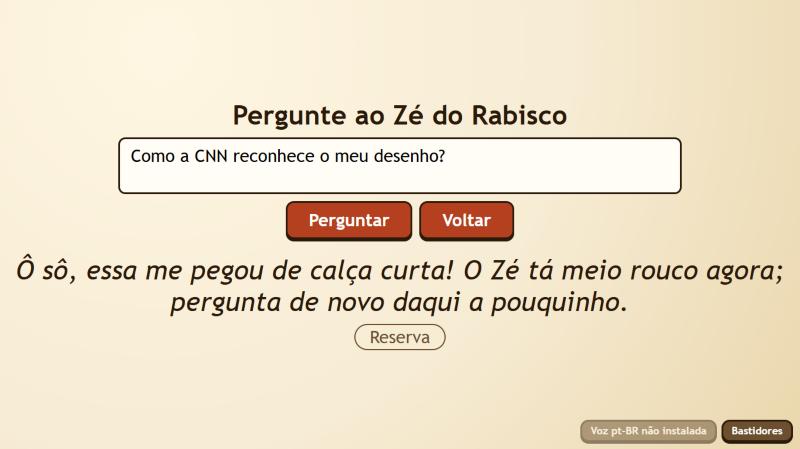 Pergunte ao Zé do Rabisco
Como a CNN reconhece o meu desenho?
Perguntar
Voltar
Ô sô, essa me pegou de calça curta! O Zé tá meio rouco agora;
pergunta de novo daqui a pouquinho.
Reserva
Voz pt-BR não instalada
Bastidores